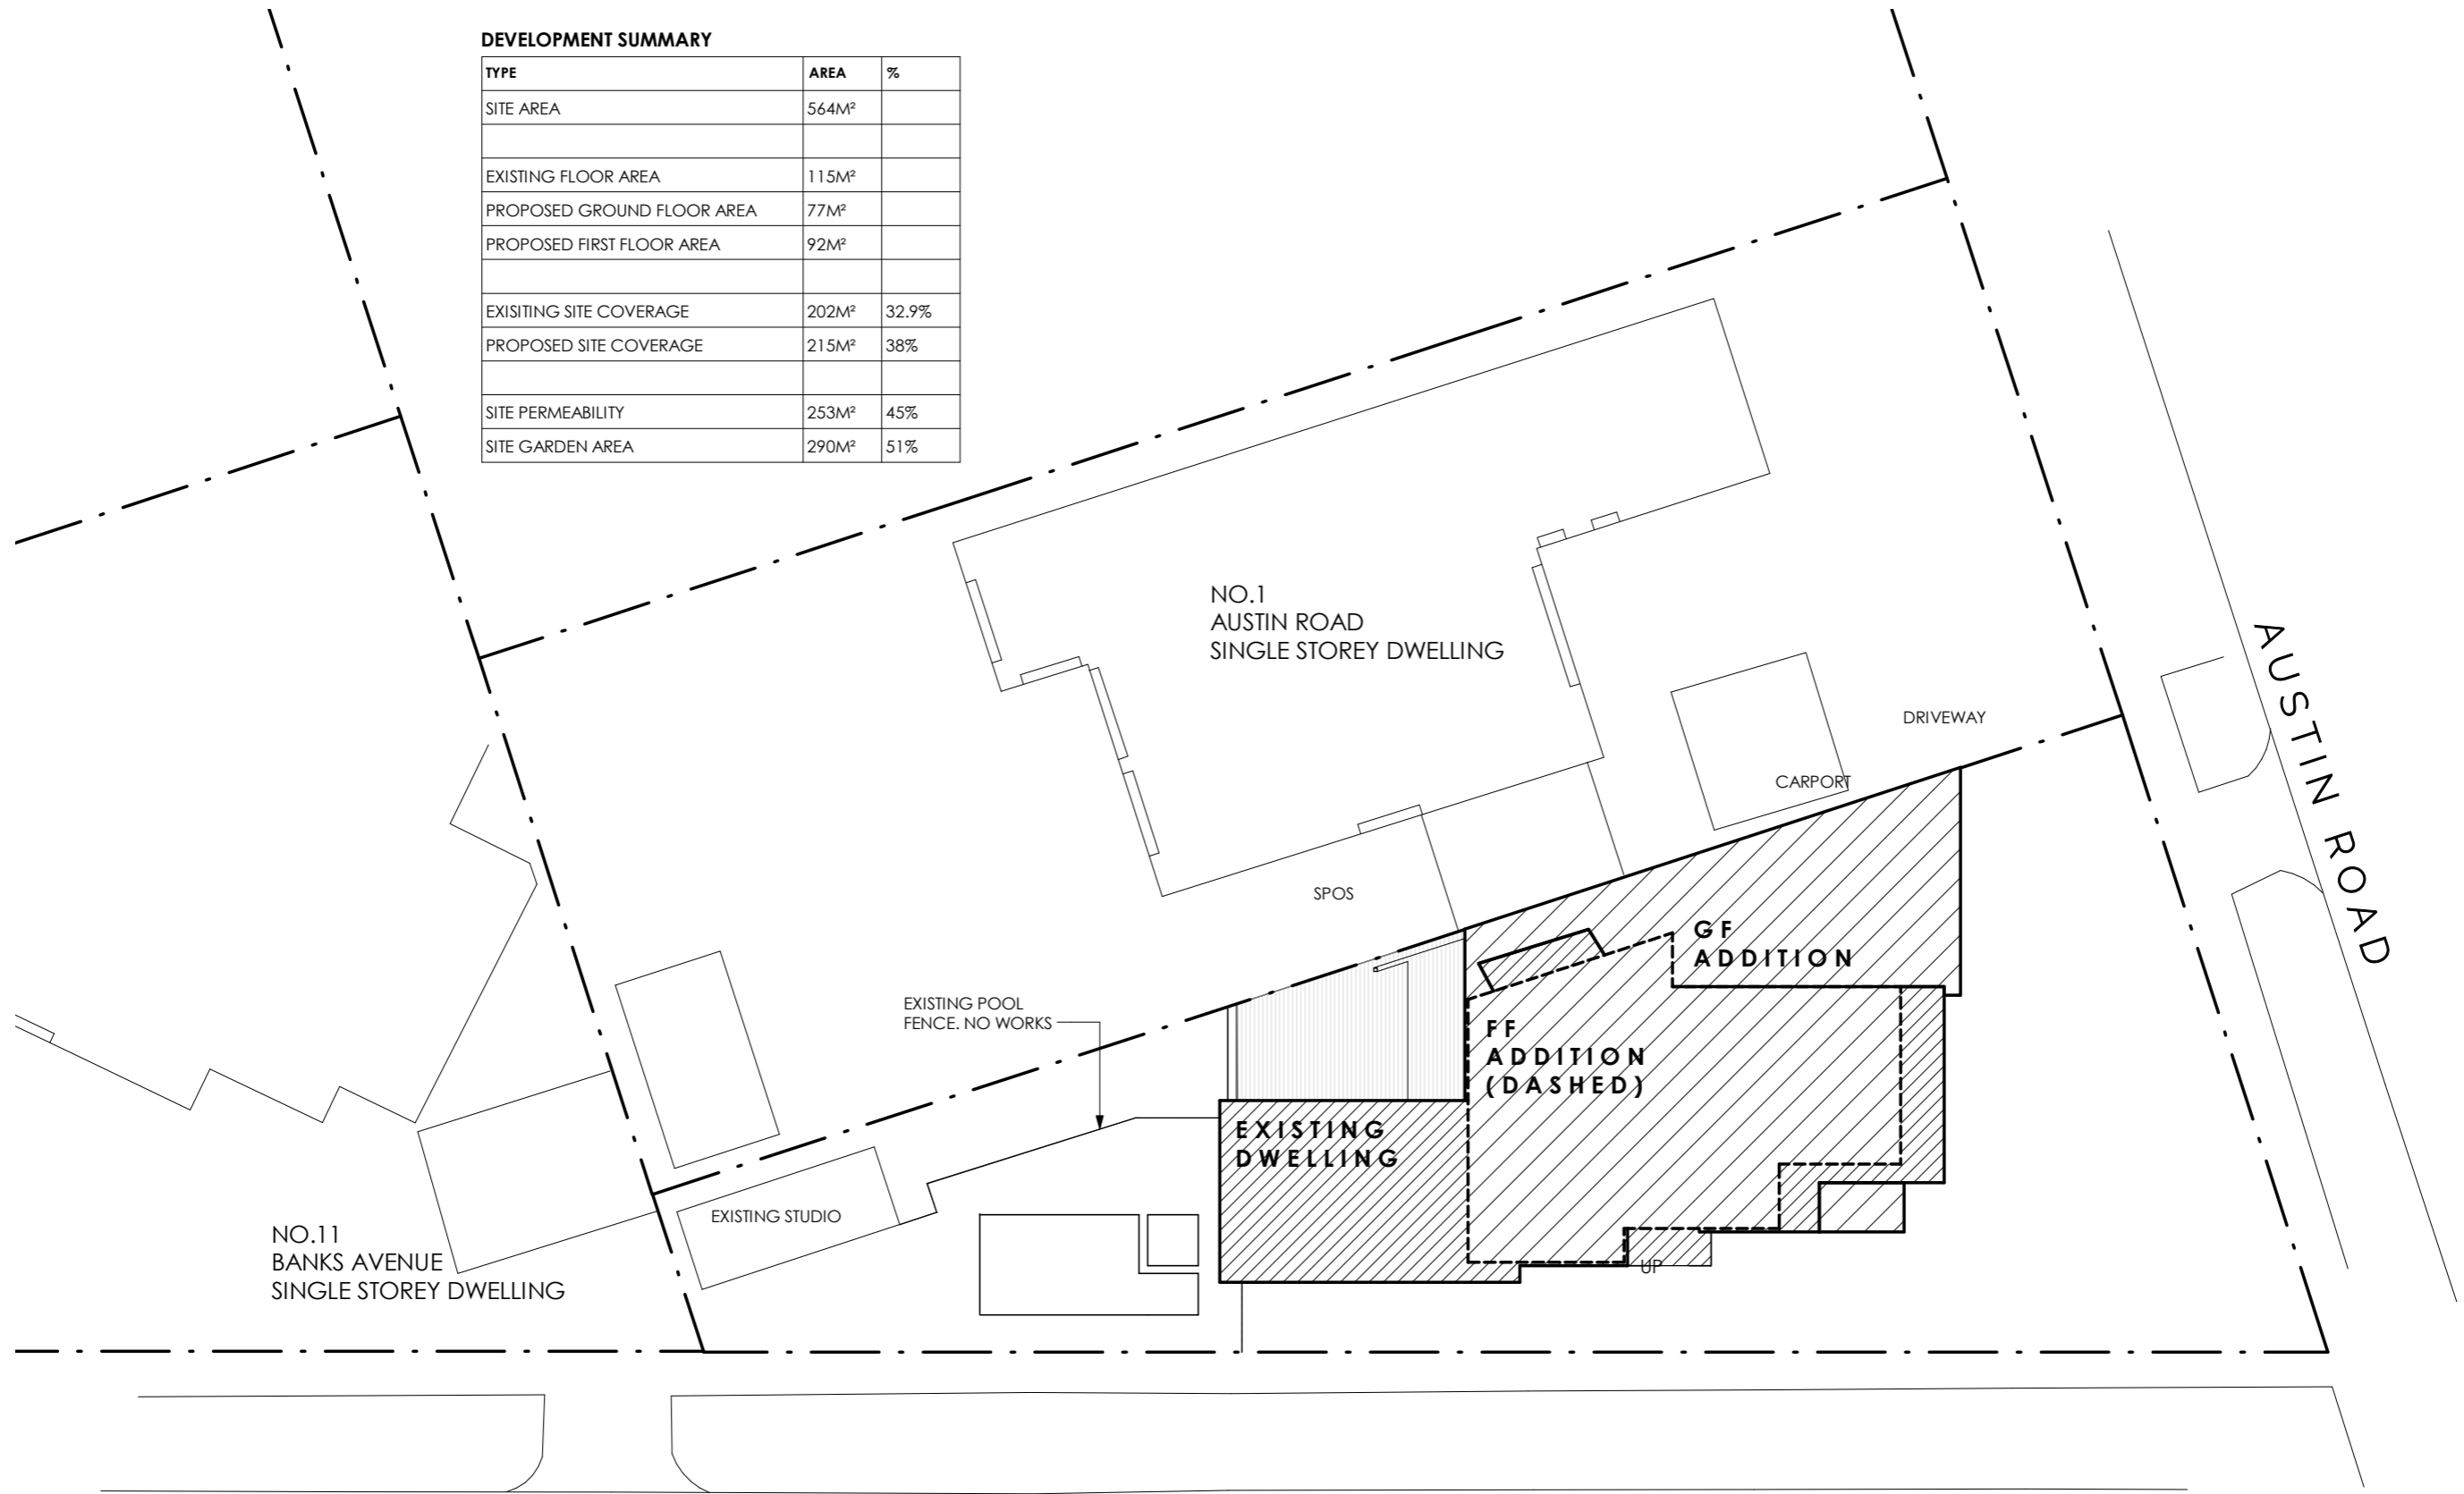 DEVELOPMENT SUMMARY
TYPE AREA %
SITE AREA 564M²
EXISTING FLOOR AREA 115M²
PROPOSED GROUND FLOOR AREA 77M²
PROPOSED FIRST FLOOR AREA 92M²
EXISITING SITE COVERAGE 202M² 32.9%
PROPOSED SITE COVERAGE 215M² 38%
SITE PERMEABILITY 253M² 45%
SITE GARDEN AREA 290M² 51%
NO.1
AUSTIN ROAD
SINGLE STOREY DWELLING
DRIVEWAY
CARPORT
AUSTIN ROAD
SPOS
GF
ADDITION
EXISTING POOL
FENCE. NO WORKS
FF
ADDITION
(DASHED)
EXISTING
DWELLING
EXISTING STUDIO
UP
NO.11
BANKS AVENUE
SINGLE STOREY DWELLING